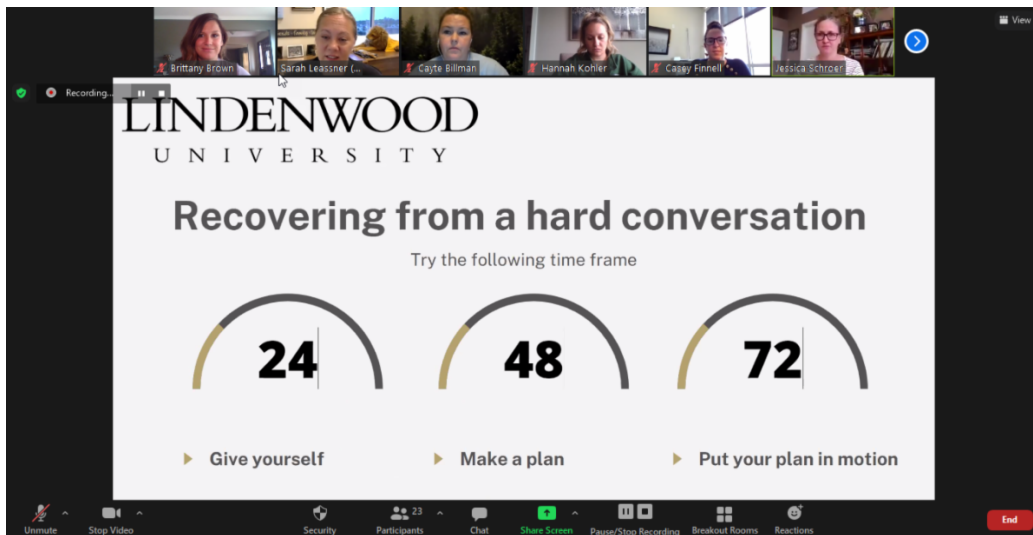 View
Brittany Brown
Sarah Leassner (...
Cayte Billman
Hannah Kohler
Casey Finnell
Jessica Schroer
Recording...
LINDENWOOD
UNIVERSITY
Recovering from a hard conversation
Try the following time frame
24
48
72
Give yourself
Make a plan
Put your plan in motion
23
Unmute
Stop Video
Security
Participants
Chat
Share Screen
Pause/Stop Recording
Breakout Rooms
Reactions
End